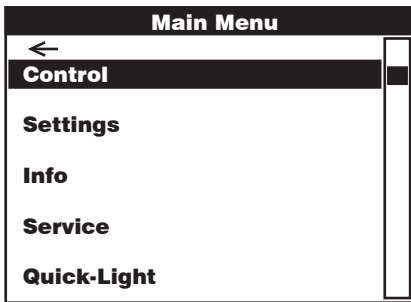 Main Menu
←
Control
Settings
Info
Service
Quick-Light